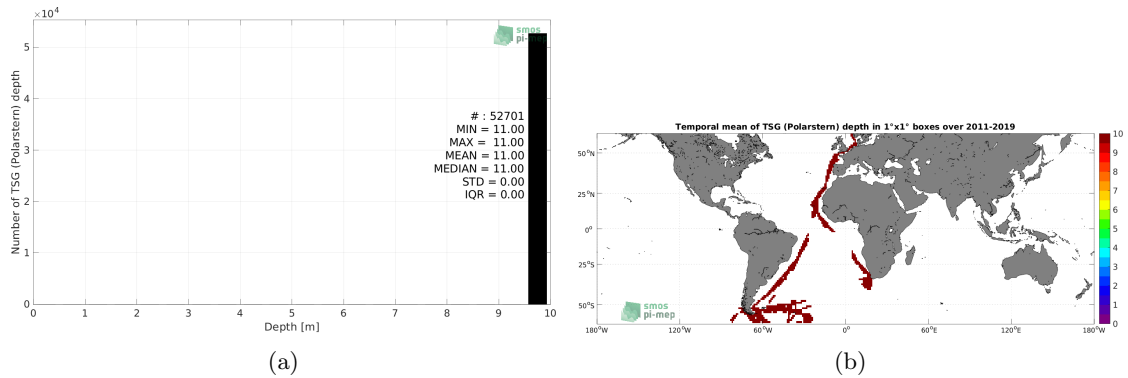 ×10⁴
5
4
3
2
1
0
Number of TSG (Polarstern) depth
smos
pi-mep
# : 52701
MIN = 11.00
MAX = 11.00
MEAN = 11.00
MEDIAN = 11.00
STD = 0.00
IQR = 0.00
0 1 2 3 4 5 6 7 8 9 10
Depth [m]
(a)
Temporal mean of TSG (Polarstern) depth in 1°x1° boxes over 2011-2019
50°N
25°N
0°
25°S
50°S
smos
pi-mep
180°W 120°W 60°W 0° 60°E 120°E 180°E
10
9
8
7
6
5
4
3
2
1
0
(b)